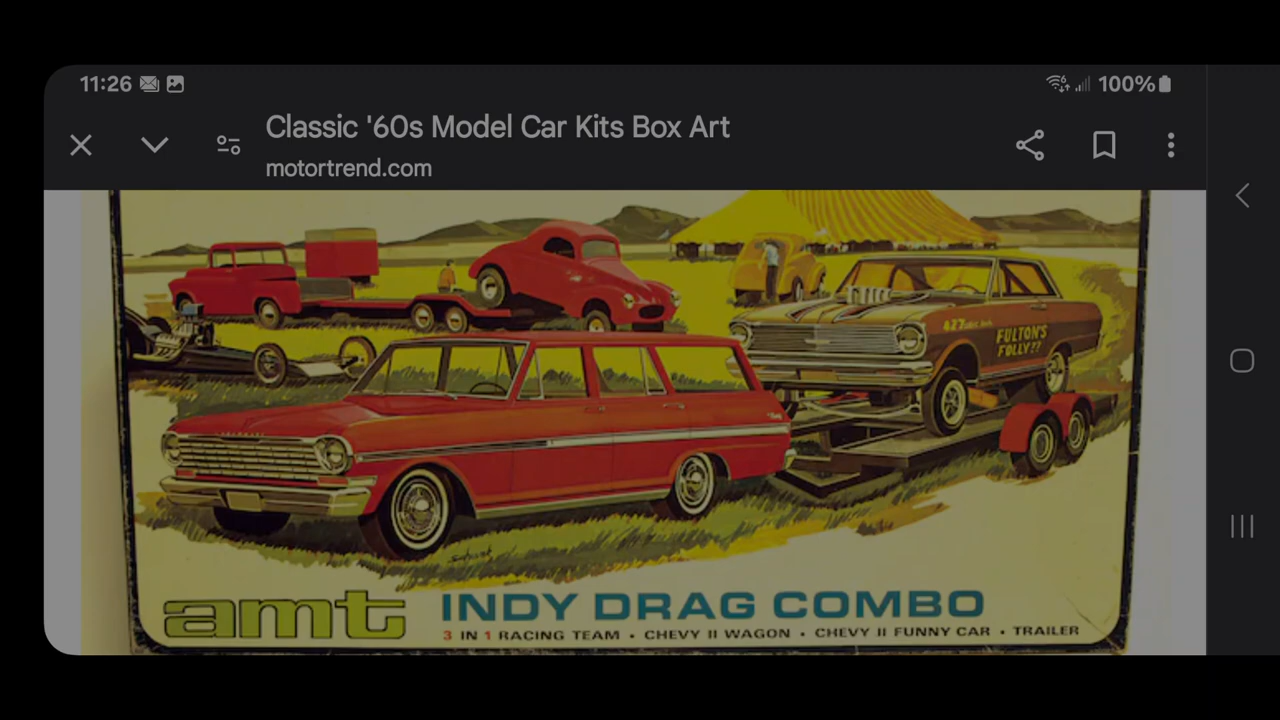 11:26
100%
Classic '60s Model Car Kits Box Art
motortrend.com
427
FULTON'S
FOLLY??
amt
INDY DRAG COMBO
3 IN 1 RACING TEAM • CHEVY II WAGON • CHEVY II FUNNY CAR • TRAILER